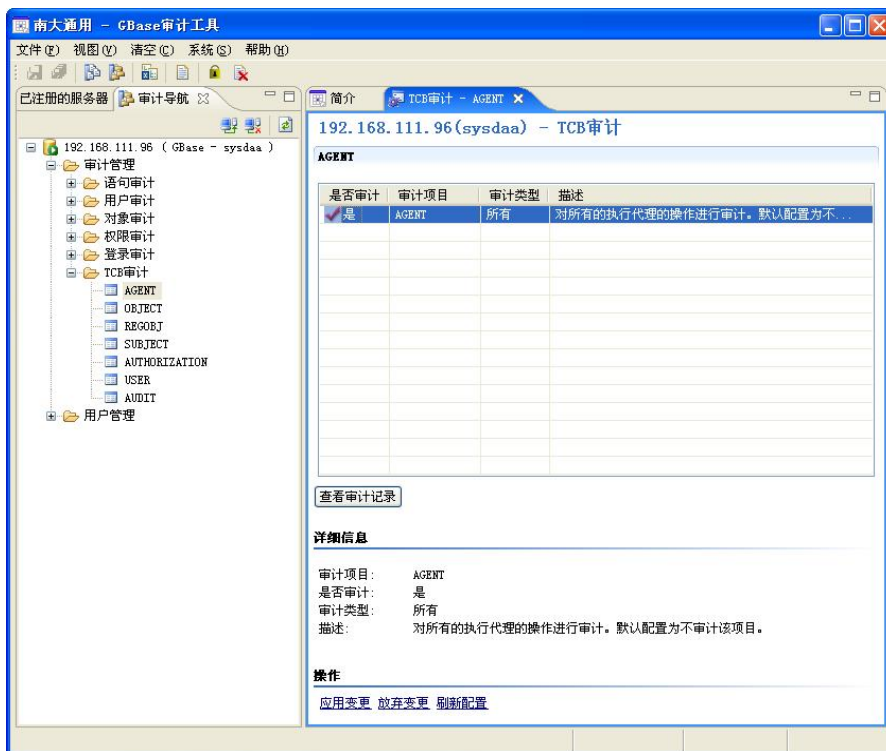 南大通用 - GBase审计工具
文件(F) 视图(V) 清空(C) 系统(S) 帮助(H)
已注册的服务器 审计导航
简介 TCB审计 - AGENT
192.168.111.96 ( GBase - sysdaa )
审计管理
语句审计
用户审计
对象审计
权限审计
登录审计
TCB审计
AGENT
OBJECT
REGOBJ
SUBJECT
AUTHORIZATION
USER
AUDIT
用户管理
192.168.111.96(sysdaa) - TCB审计
AGENT
是否审计 审计项目 审计类型 描述
是 AGENT 所有 对所有的执行代理的操作进行审计。默认配置为不...
查看审计记录
详细信息
审计项目: AGENT
是否审计: 是
审计类型: 所有
描述: 对所有的执行代理的操作进行审计。默认配置为不审计该项目。
操作
应用变更 放弃变更 刷新配置